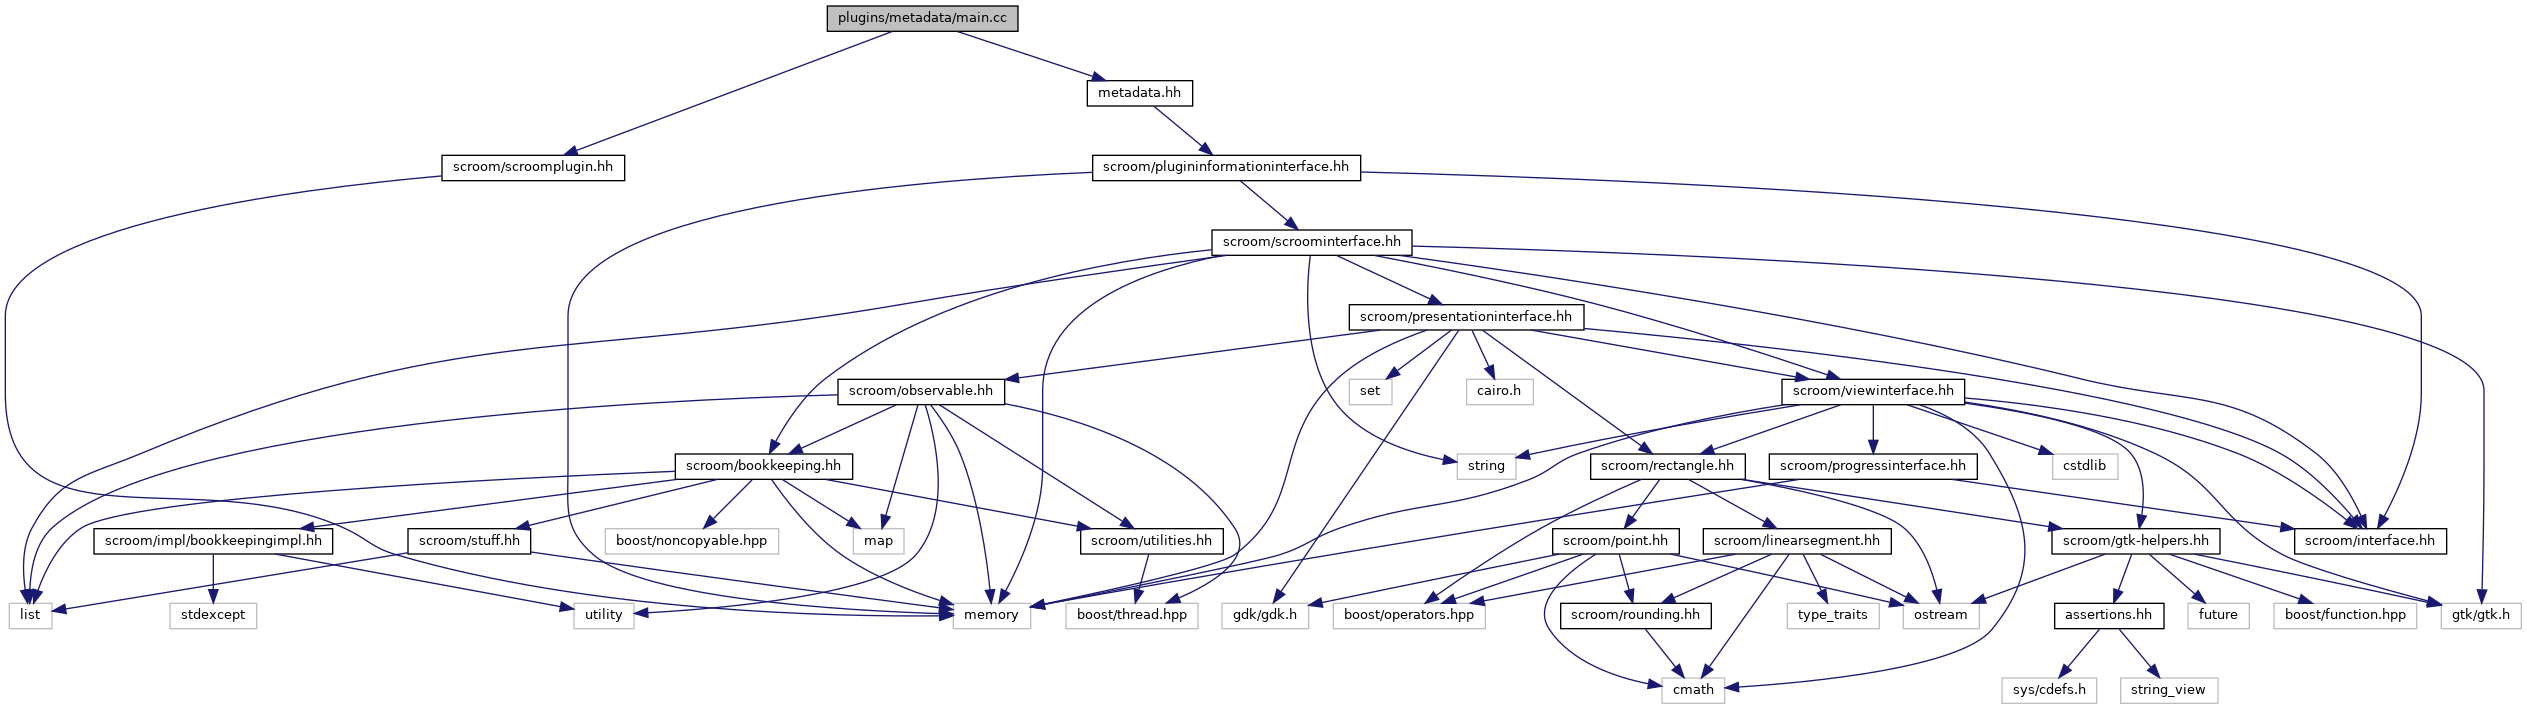 plugins/metadata/main.cc
metadata.hh
scroom/scroomplugin.hh
scroom/plugininformationinterface.hh
scroom/scroominterface.hh
scroom/presentationinterface.hh
scroom/observable.hh
set
cairo.h
scroom/viewinterface.hh
scroom/bookkeeping.hh
string
scroom/rectangle.hh
scroom/progressinterface.hh
cstdlib
scroom/impl/bookkeepingimpl.hh
scroom/stuff.hh
boost/noncopyable.hpp
map
scroom/utilities.hh
scroom/point.hh
scroom/linearsegment.hh
scroom/gtk-helpers.hh
scroom/interface.hh
list
stdexcept
utility
memory
boost/thread.hpp
gdk/gdk.h
boost/operators.hpp
scroom/rounding.hh
type_traits
ostream
assertions.hh
future
boost/function.hpp
gtk/gtk.h
cmath
sys/cdefs.h
string_view